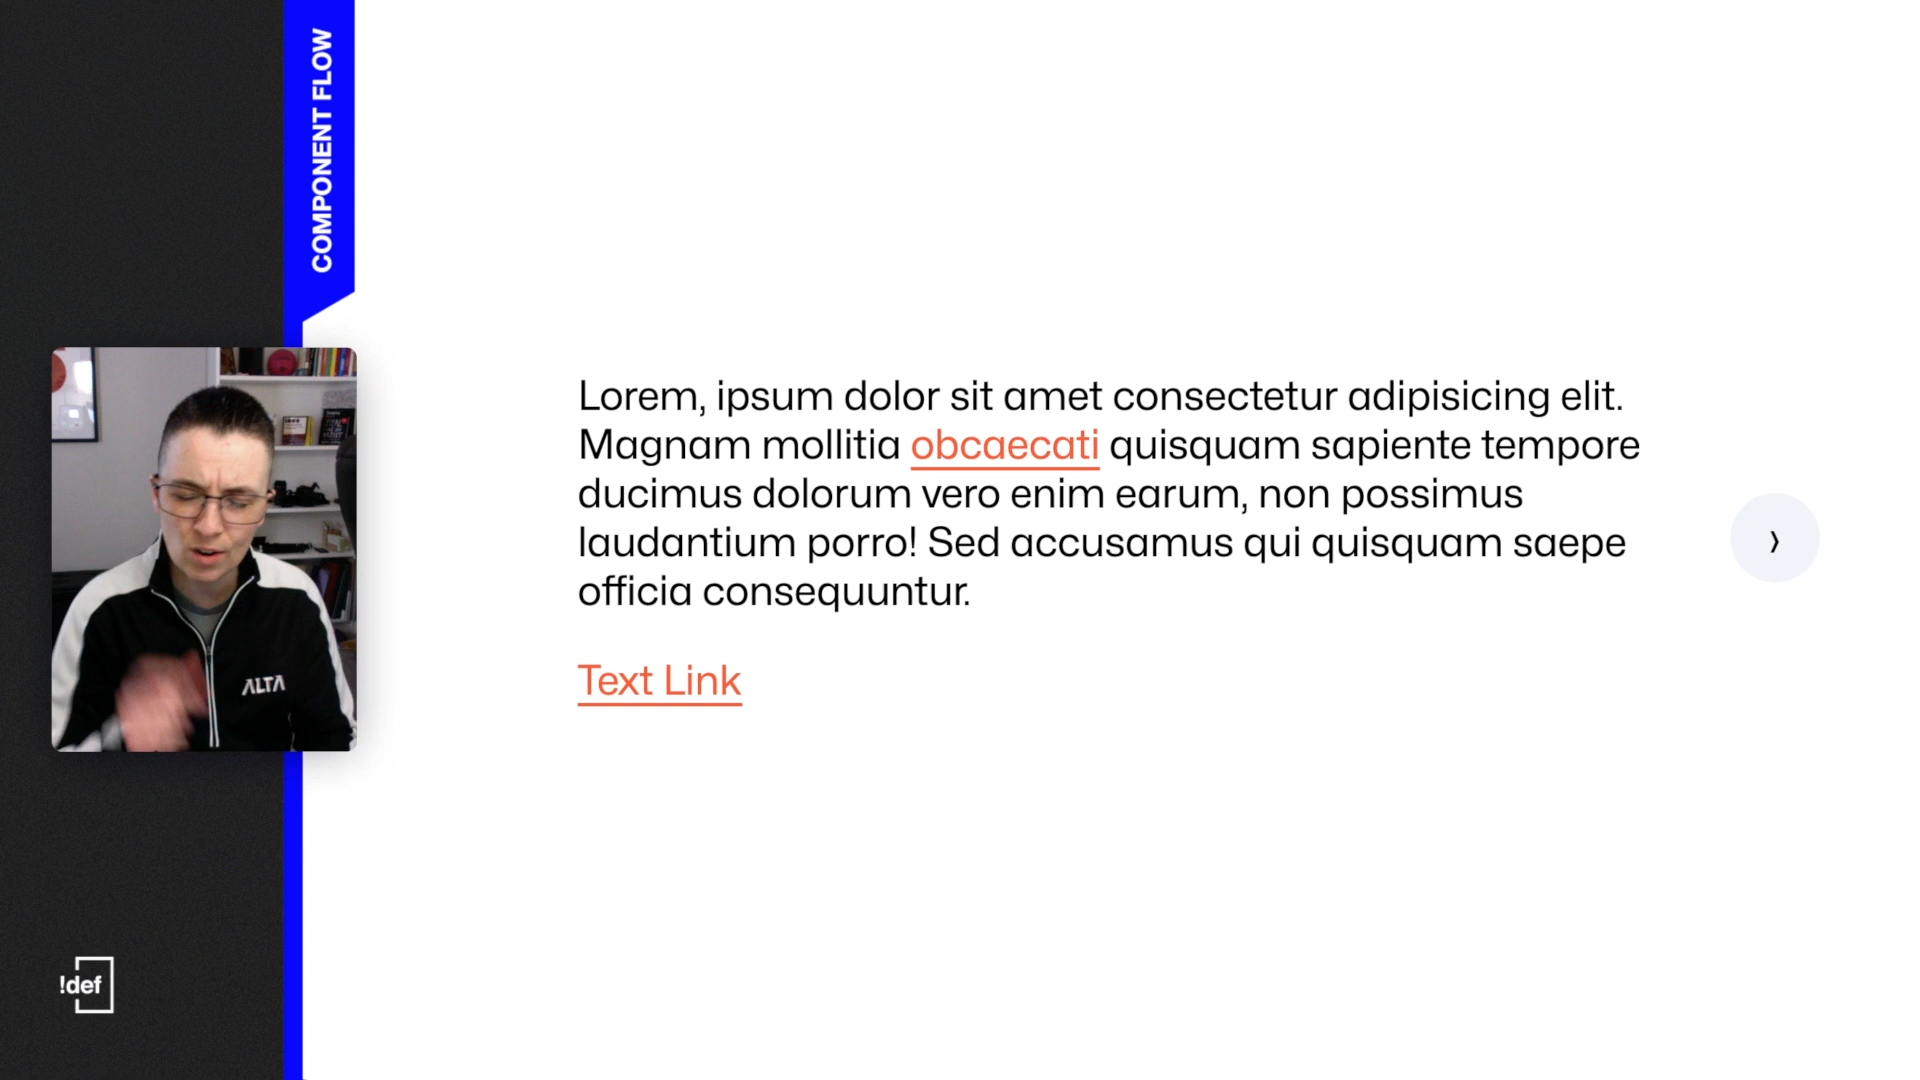 COMPONENT FLOW
Lorem, ipsum dolor sit amet consectetur adipisicing elit.
Magnam mollitia obcaecati quisquam sapiente tempore
ducimus dolorum vero enim earum, non possimus
laudantium porro! Sed accusamus qui quisquam saepe
officia consequuntur.
Text Link
ALTA
!def